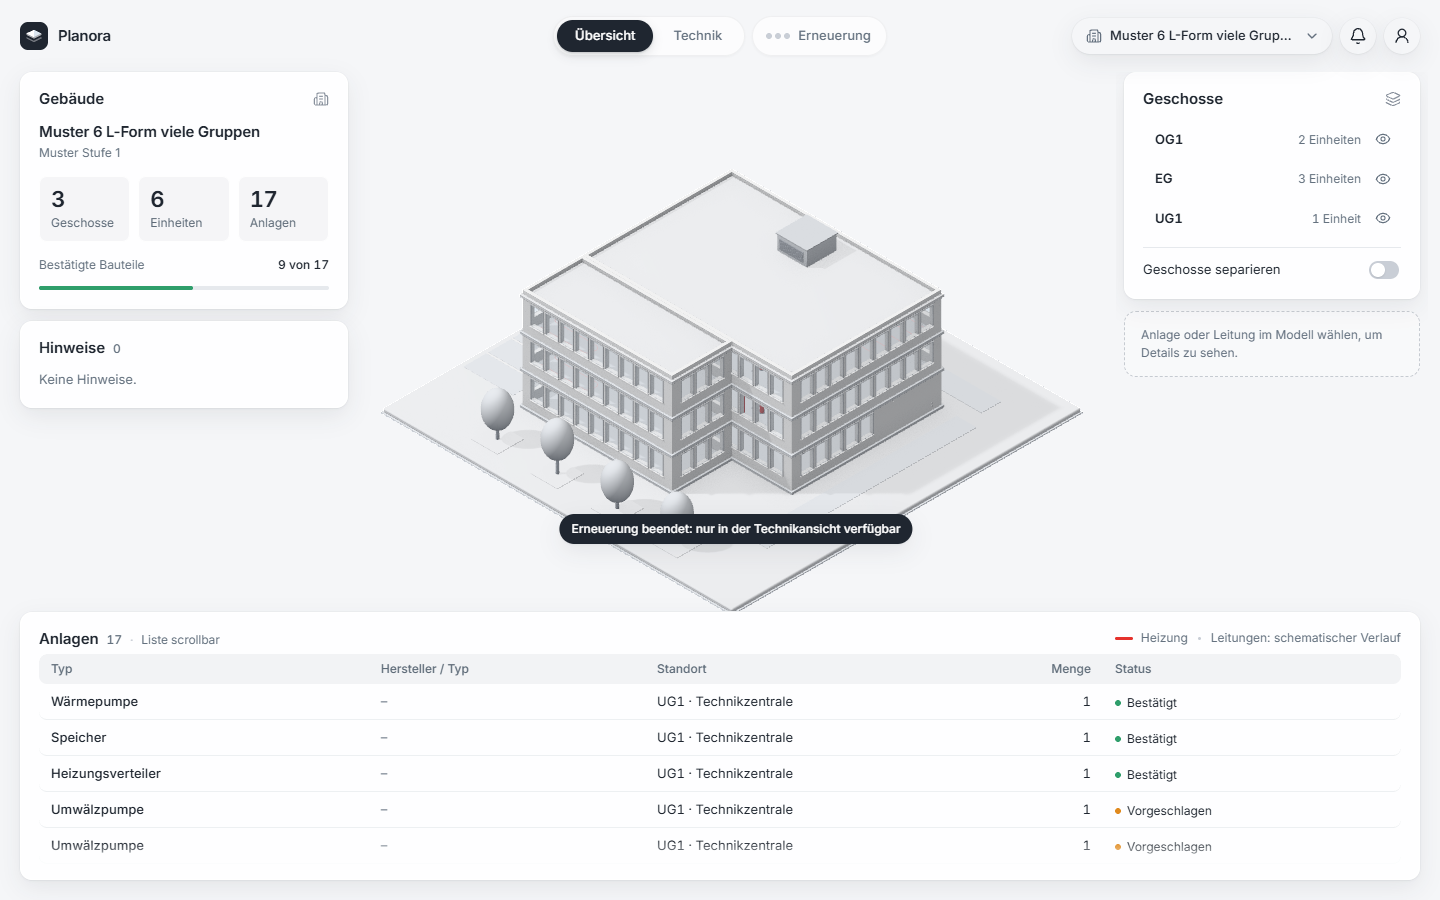 Planora
Übersicht
Technik
Erneuerung
Muster 6 L-Form viele Grup...
Gebäude
Muster 6 L-Form viele Gruppen
Muster Stufe 1
3 6 17
Geschosse Einheiten Anlagen
Bestätigte Bauteile 9 von 17
Hinweise 0
Keine Hinweise.
Geschosse
OG1 2 Einheiten
EG 3 Einheiten
UG1 1 Einheit
Geschosse separieren
Anlage oder Leitung im Modell wählen, um
Details zu sehen.
Erneuerung beendet: nur in der Technikansicht verfügbar
Anlagen 17 · Liste scrollbar
Heizung · Leitungen: schematischer Verlauf
Typ Hersteller / Typ Standort Menge Status
Wärmepumpe – UG1 · Technikzentrale 1 Bestätigt
Speicher – UG1 · Technikzentrale 1 Bestätigt
Heizungsverteiler – UG1 · Technikzentrale 1 Bestätigt
Umwälzpumpe – UG1 · Technikzentrale 1 Vorgeschlagen
Umwälzpumpe – UG1 · Technikzentrale 1 Vorgeschlagen